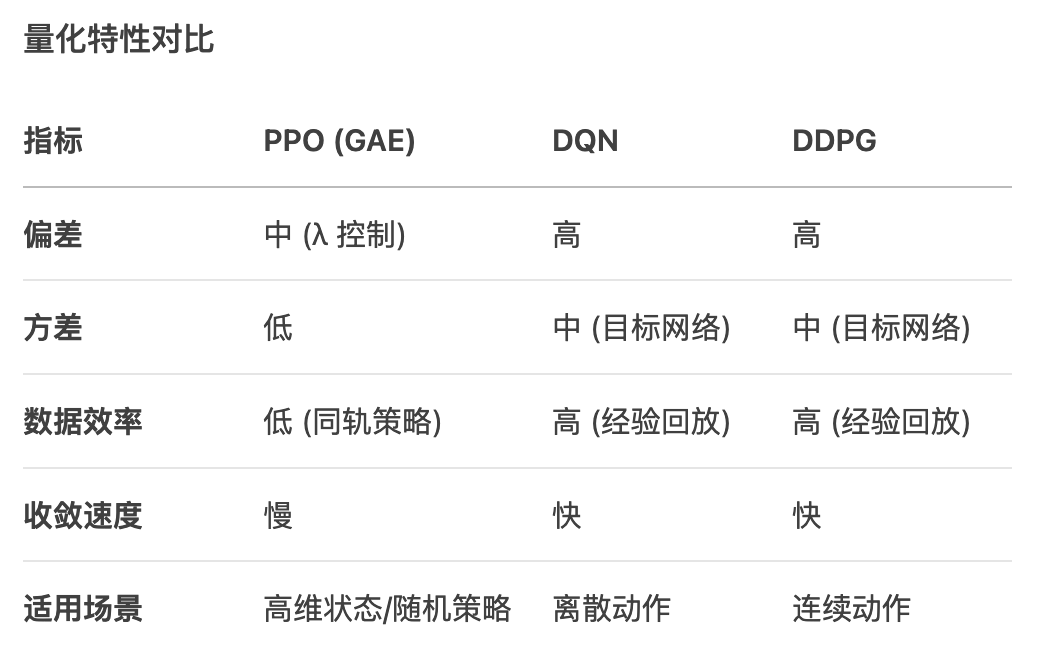 量化特性对比
指标 PPO (GAE) DQN DDPG
偏差 中 (λ 控制) 高 高
方差 低 中 (目标网络) 中 (目标网络)
数据效率 低 (同轨策略) 高 (经验回放) 高 (经验回放)
收敛速度 慢 快 快
适用场景 高维状态/随机策略 离散动作 连续动作